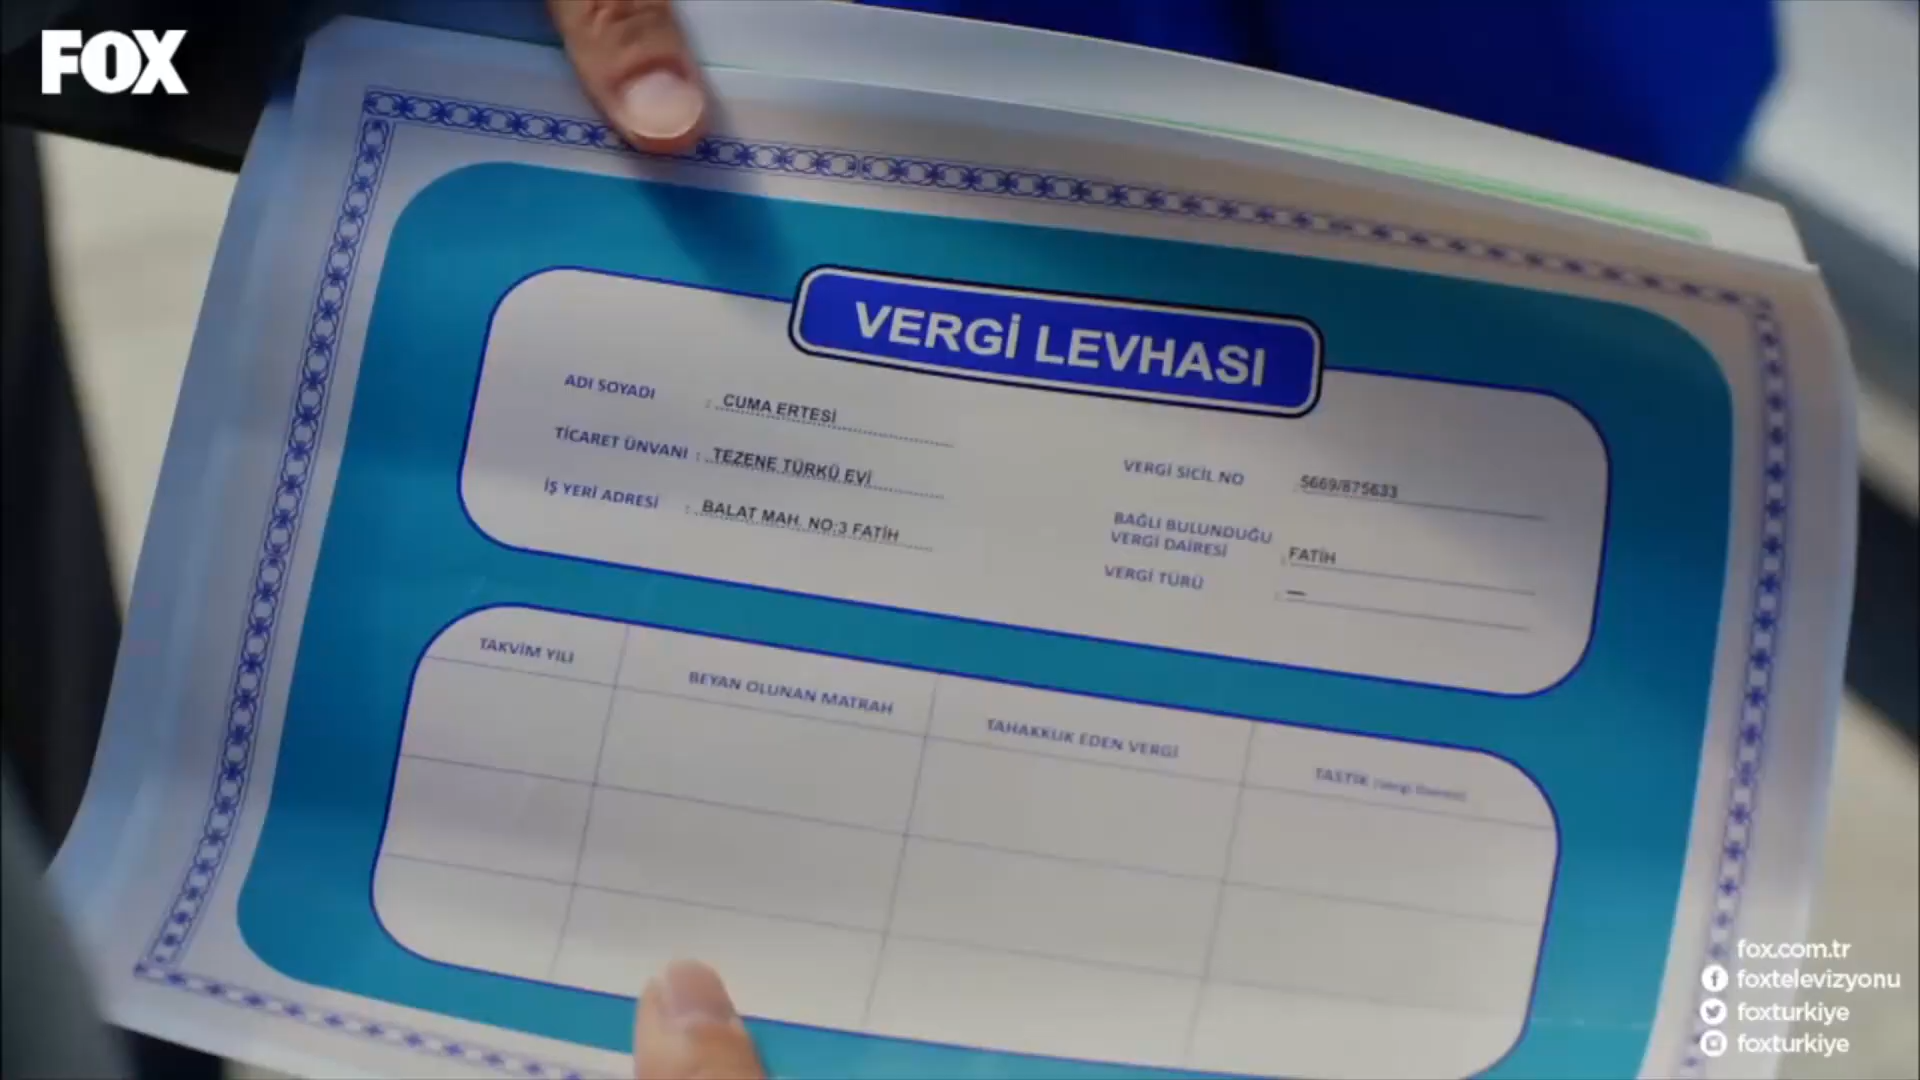 FOX
VERGİ LEVHASI
ADI SOYADI : CUMA ERTESİ
TİCARET ÜNVANI : TEZENE TÜRKÜ EVİ
İŞ YERİ ADRESİ : BALAT MAH. NO:3 FATİH
VERGİ SİCİL NO : 5669/875633
BAĞLI BULUNDUĞU
VERGİ DAİRESİ : FATİH
VERGİ TÜRÜ : —
TAKVİM YILI
BEYAN OLUNAN MATRAH
TAHAKKUK EDEN VERGİ
TASTİK (Vergi Dairesi)
fox.com.tr
foxtelevizyonu
foxturkiye
foxturkiye